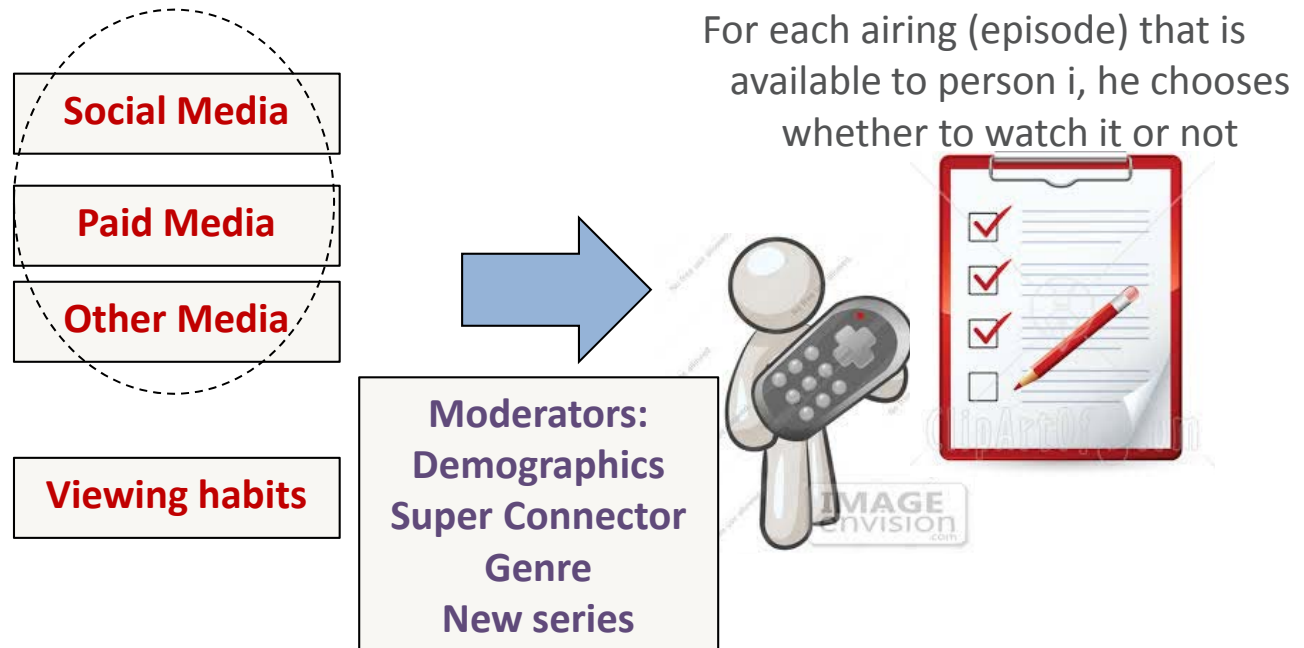 For each airing (episode) that is
available to person i, he chooses
whether to watch it or not
Social Media
Paid Media
Other Media
Viewing habits
Moderators:
Demographics
Super Connector
Genre
New series
IMAGE
ENVISION
.com